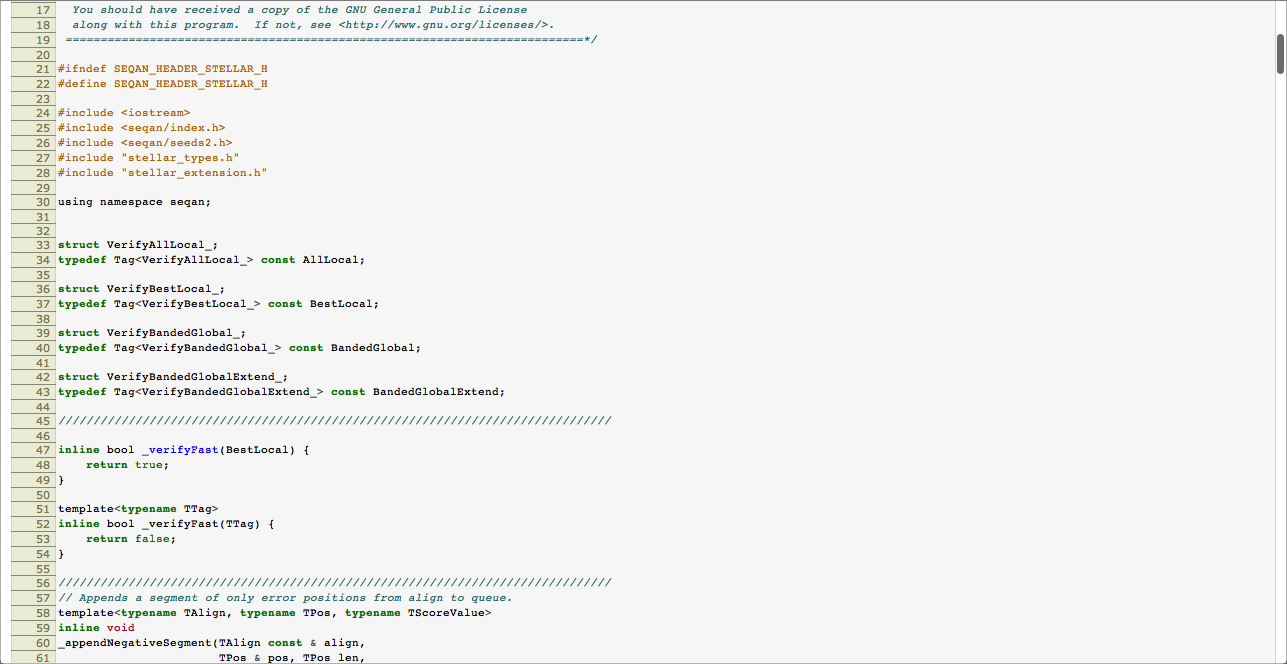 17   You should have received a copy of the GNU General Public License
18   along with this program.  If not, see <http://www.gnu.org/licenses/>.
19  ==========================================================================*/
20
21 #ifndef SEQAN_HEADER_STELLAR_H
22 #define SEQAN_HEADER_STELLAR_H
23
24 #include <iostream>
25 #include <seqan/index.h>
26 #include <seqan/seeds2.h>
27 #include "stellar_types.h"
28 #include "stellar_extension.h"
29
30 using namespace seqan;
31
32
33 struct VerifyAllLocal_;
34 typedef Tag<VerifyAllLocal_> const AllLocal;
35
36 struct VerifyBestLocal_;
37 typedef Tag<VerifyBestLocal_> const BestLocal;
38
39 struct VerifyBandedGlobal_;
40 typedef Tag<VerifyBandedGlobal_> const BandedGlobal;
41
42 struct VerifyBandedGlobalExtend_;
43 typedef Tag<VerifyBandedGlobalExtend_> const BandedGlobalExtend;
44
45 ///////////////////////////////////////////////////////////////////////////////
46
47 inline bool _verifyFast(BestLocal) {
48     return true;
49 }
50
51 template<typename TTag>
52 inline bool _verifyFast(TTag) {
53     return false;
54 }
55
56 ///////////////////////////////////////////////////////////////////////////////
57 // Appends a segment of only error positions from align to queue.
58 template<typename TAlign, typename TPos, typename TScoreValue>
59 inline void
60 _appendNegativeSegment(TAlign const & align,
61                        TPos & pos, TPos len,